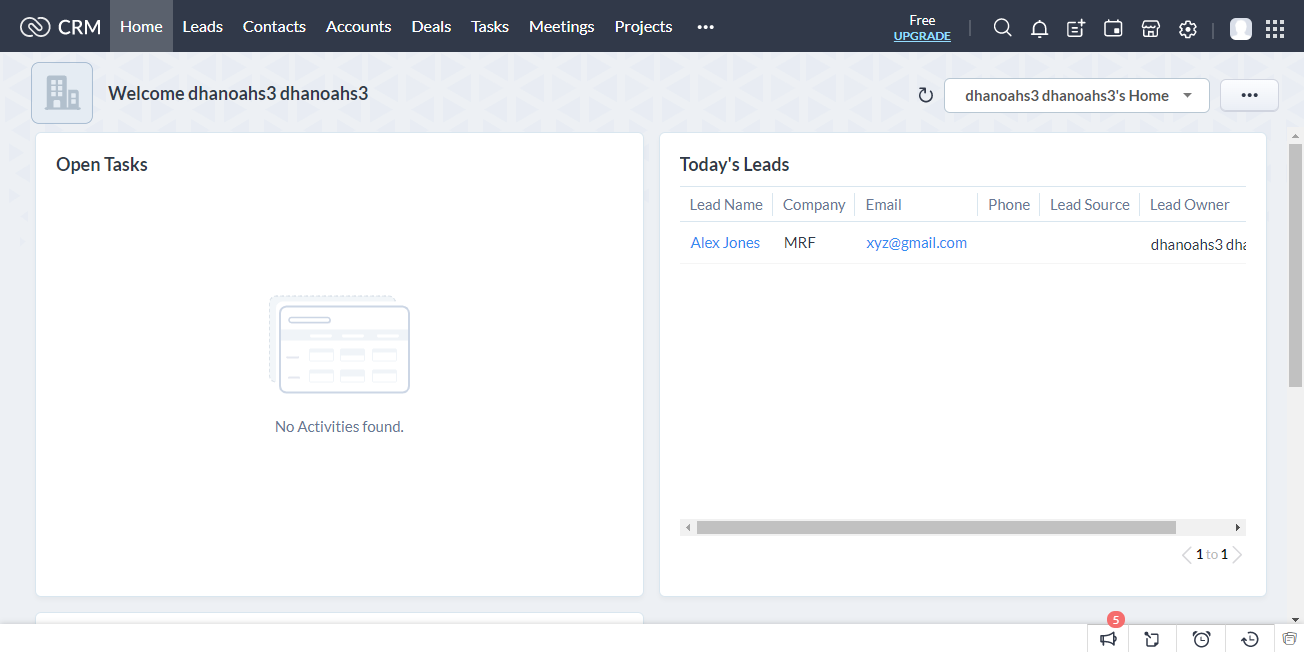 CRM Home Leads Contacts Accounts Deals Tasks Meetings Projects ••• Free
UPGRADE
Welcome dhanoahs3 dhanoahs3
dhanoahs3 dhanoahs3's Home
Open Tasks
No Activities found.
Today's Leads
Lead Name Company Email Phone Lead Source Lead Owner
Alex Jones MRF xyz@gmail.com dhanoahs3 dha
1 to 1
5